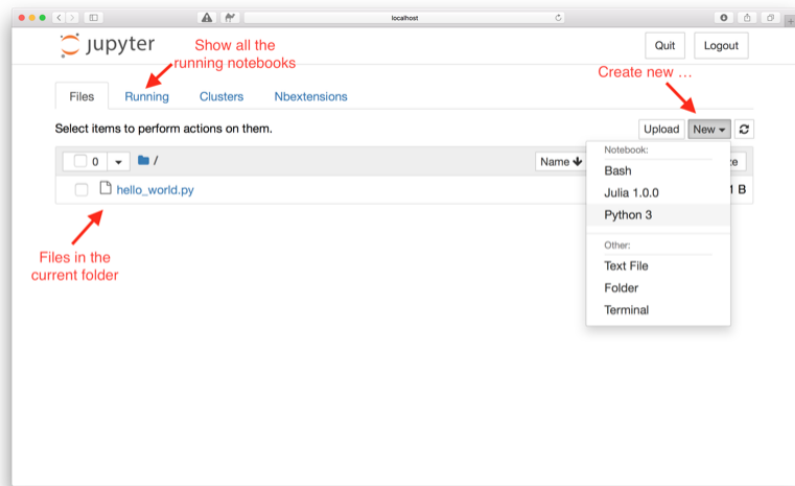 localhost
jupyter
Quit
Logout
Show all the
running notebooks
Create new ...
Files
Running
Clusters
Nbextensions
Select items to perform actions on them.
Upload
New
0
/
Name
ze
hello_world.py
1 B
Notebook:
Bash
Julia 1.0.0
Python 3
Other:
Text File
Folder
Terminal
Files in the
current folder